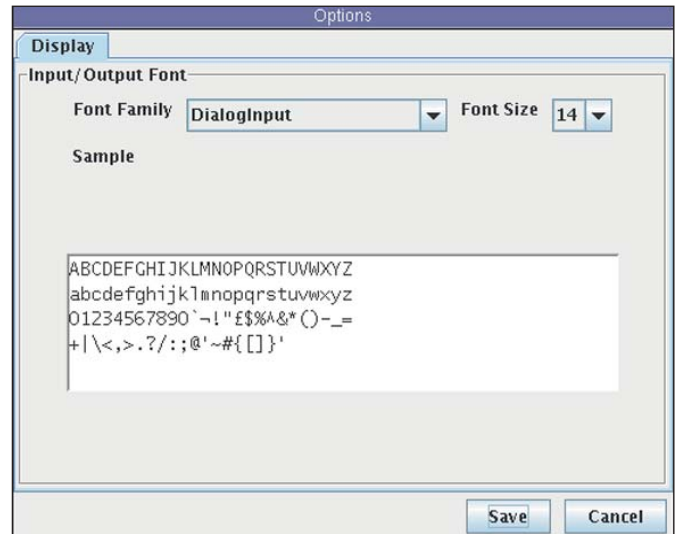 Options
Display
Input/Output Font
Font Family DialogInput Font Size 14
Sample
ABCDEFGHIJKLMNOPQRSTUVWXYZ
abcdefghijklmnopqrstuvwxyz
01234567890`¬!"£$%^&*()-_=
+|\<,>.?/:;@'~#{[]}'
Save Cancel